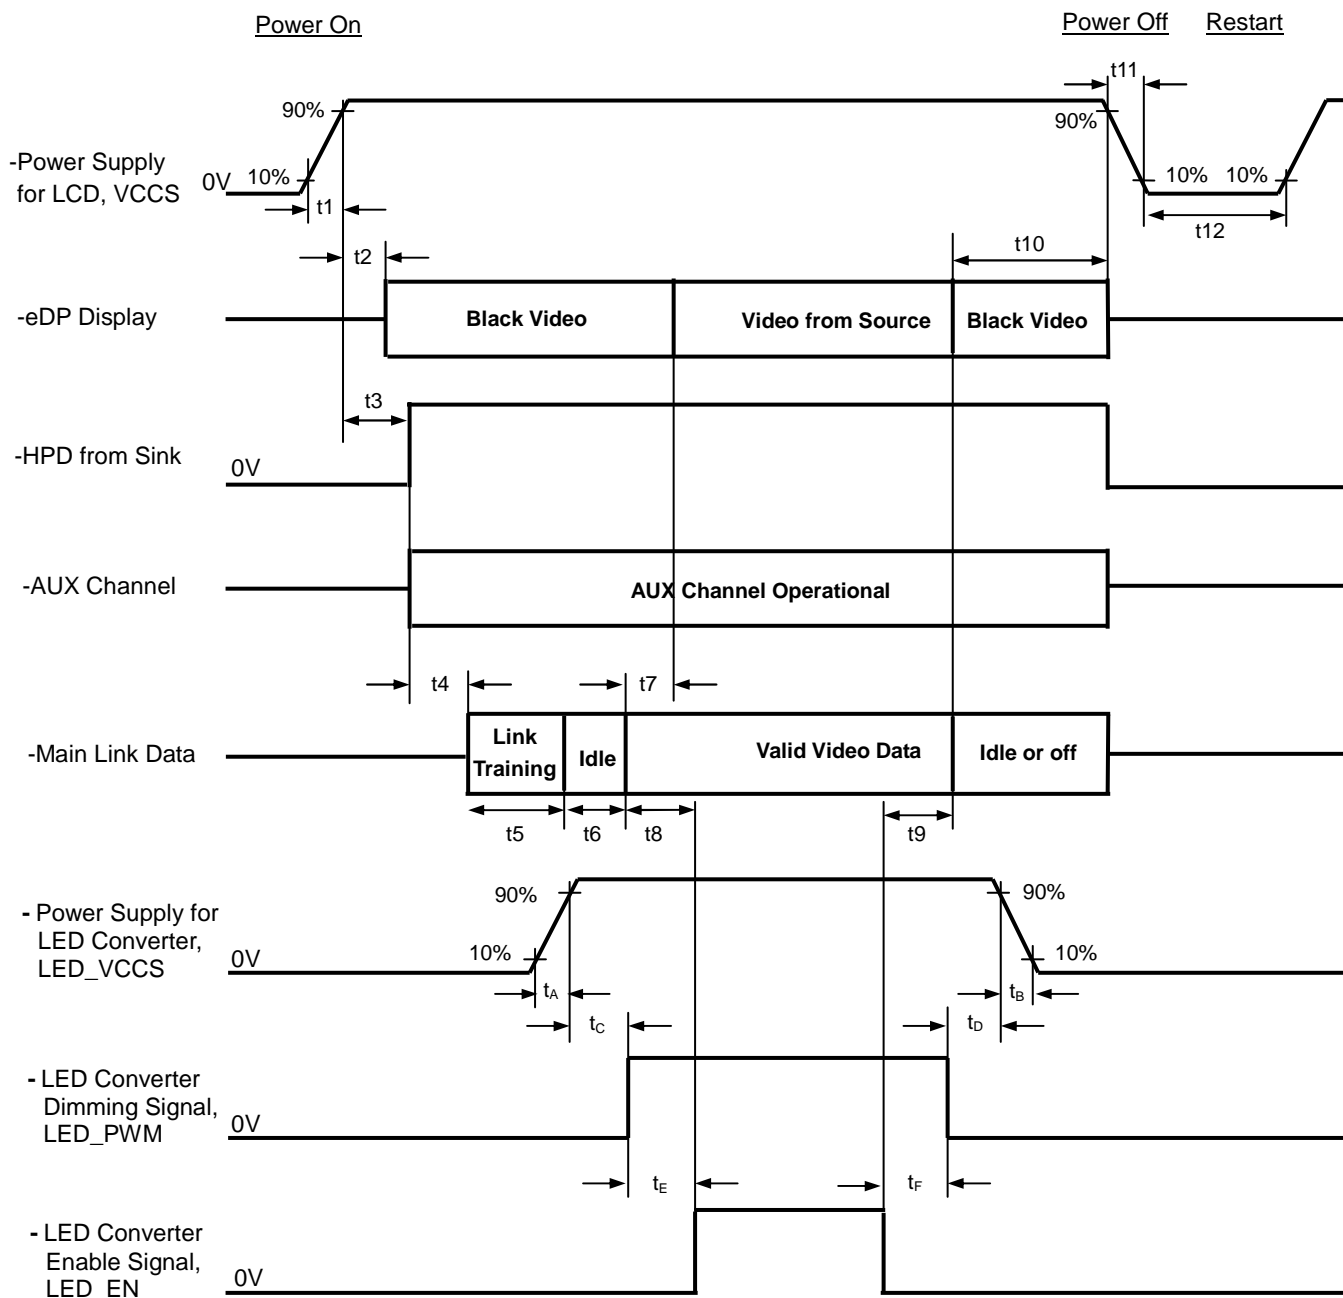 Power On
Power Off
Restart
t11
90%
90%
-Power Supply
for LCD, VCCS
0V
10%
10%
10%
t1
t12
t2
t10
-eDP Display
Black Video
Video from Source
Black Video
t3
-HPD from Sink
0V
-AUX Channel
AUX Channel Operational
t4
t7
-Main Link Data
Link
Training
Idle
Valid Video Data
Idle or off
t5
t6
t8
t9
90%
90%
- Power Supply for
LED Converter,
LED_VCCS
0V
10%
10%
tA
tB
tC
tD
- LED Converter
Dimming Signal,
LED_PWM
0V
tE
tF
- LED Converter
Enable Signal,
LED_EN
0V